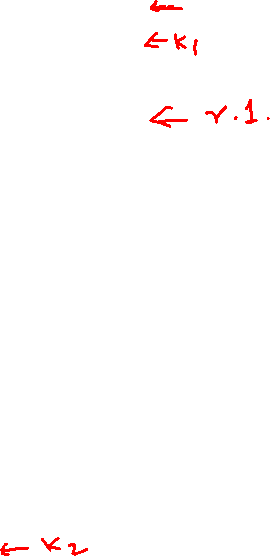 ←
← K1
← r.1.
← K2